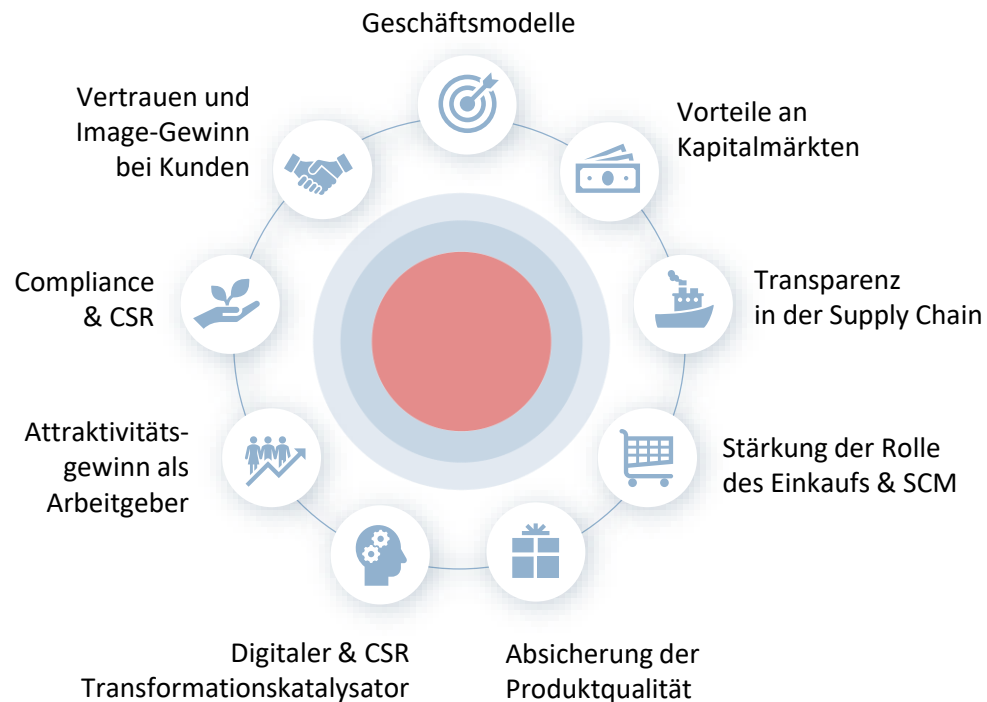 Geschäftsmodelle
Vorteile an
Kapitalmärkten
Transparenz
in der Supply Chain
Stärkung der Rolle
des Einkaufs & SCM
Absicherung der
Produktqualität
Digitaler & CSR
Transformationskatalysator
Attraktivitäts-
gewinn als
Arbeitgeber
Compliance
& CSR
Vertrauen und
Image-Gewinn
bei Kunden